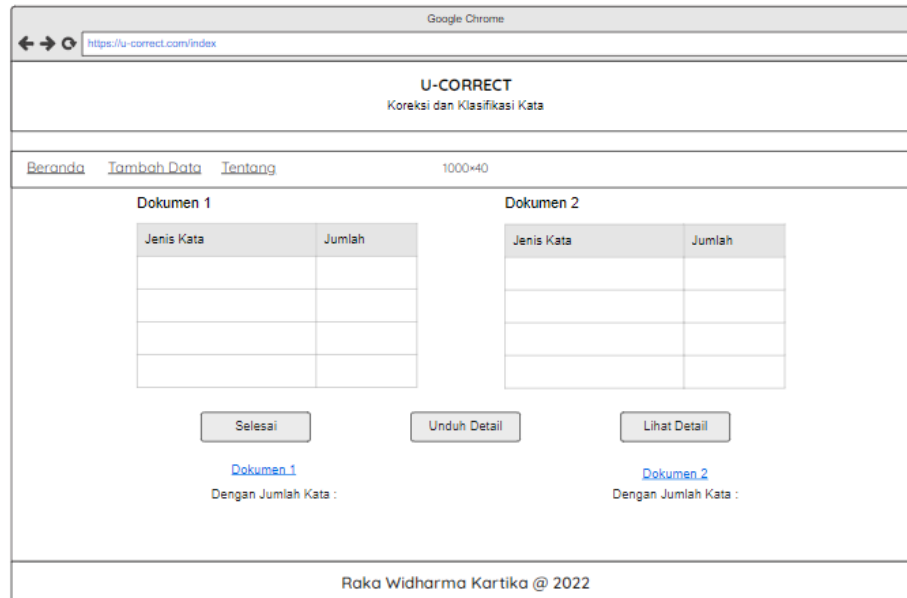 Google Chrome
https://u-correct.com/index
U-CORRECT
Koreksi dan Klasifikasi Kata
Beranda Tambah Data Tentang 1000×40
Dokumen 1 Dokumen 2
Jenis Kata Jumlah Jenis Kata Jumlah
Selesai Unduh Detail Lihat Detail
Dokumen 1 Dokumen 2
Dengan Jumlah Kata : Dengan Jumlah Kata :
Raka Widharma Kartika @ 2022